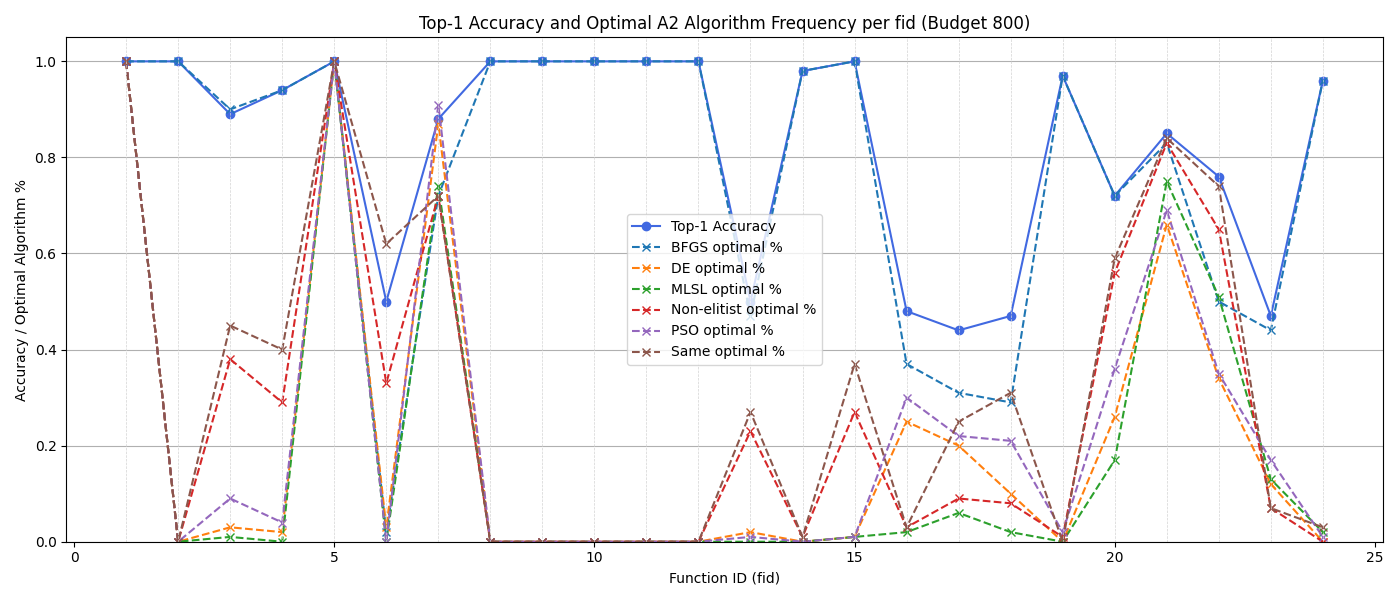 Top-1 Accuracy and Optimal A2 Algorithm Frequency per fid (Budget 800)
Accuracy / Optimal Algorithm %
1.0
0.8
0.6
0.4
0.2
0.0
Top-1 Accuracy
BFGS optimal %
DE optimal %
MLSL optimal %
Non-elitist optimal %
PSO optimal %
Same optimal %
0 5 10 15 20 25
Function ID (fid)